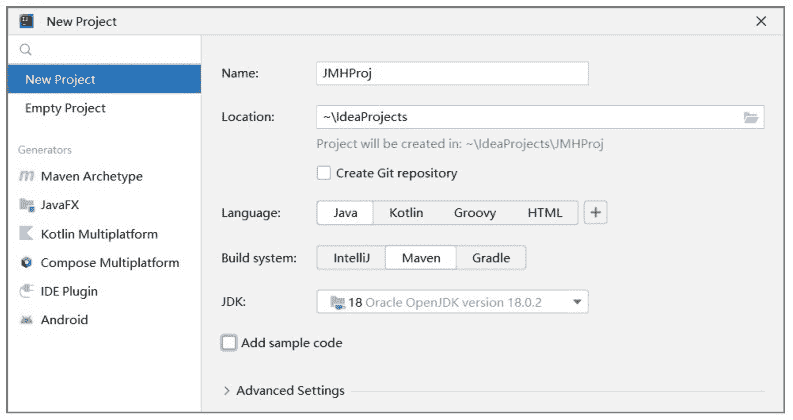 New Project
New Project
Empty Project
Generators
Maven Archetype
JavaFX
Kotlin Multiplatform
Compose Multiplatform
IDE Plugin
Android
Name: JMHProj
Location: ~\IdeaProjects
Project will be created in: ~\IdeaProjects\JMHProj
Create Git repository
Language: Java Kotlin Groovy HTML +
Build system: IntelliJ Maven Gradle
JDK: 18 Oracle OpenJDK version 18.0.2
Add sample code
Advanced Settings